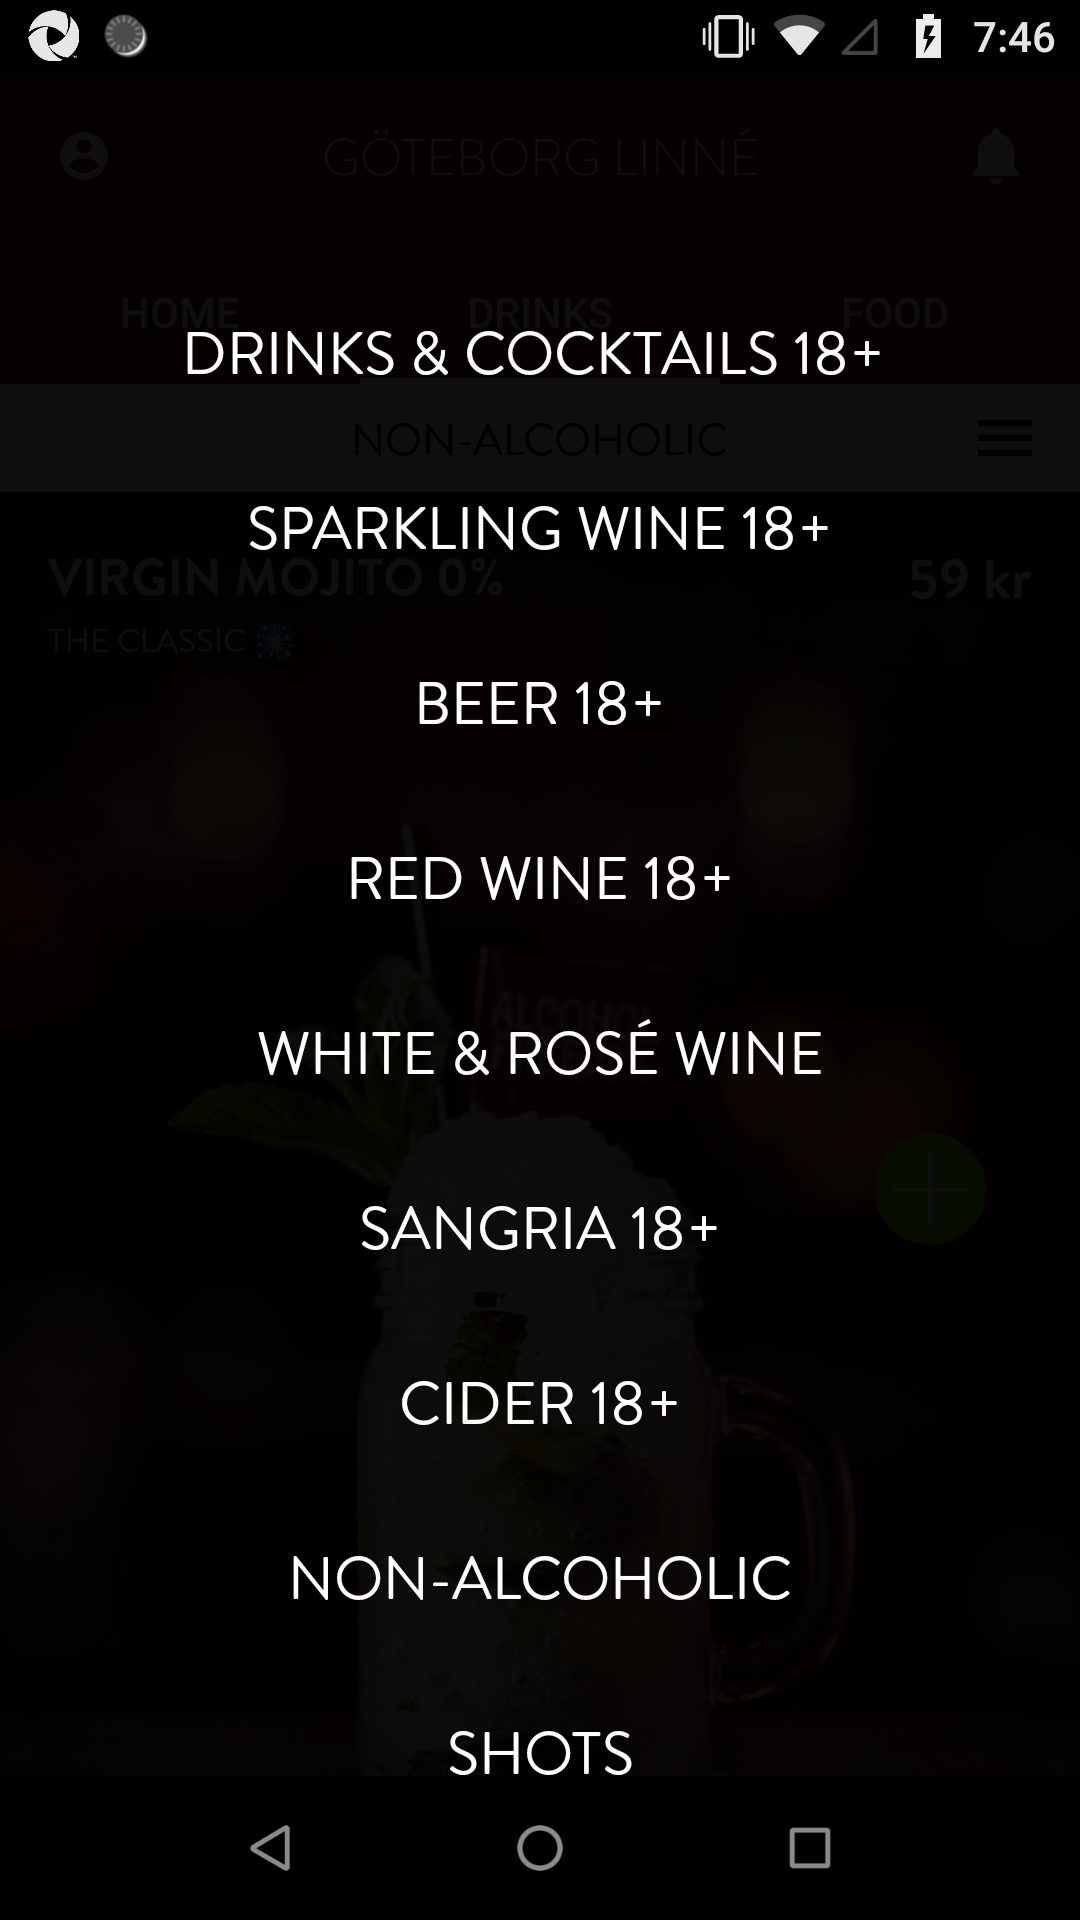 7:46
GÖTEBORG LINNÉ
HOME DRINKS FOOD
DRINKS & COCKTAILS 18+
NON-ALCOHOLIC
SPARKLING WINE 18+
VIRGIN MOJITO 0% 59 kr
THE CLASSIC
BEER 18+
RED WINE 18+
ALCOHOL
WHITE & ROSÉ WINE
SANGRIA 18+
CIDER 18+
NON-ALCOHOLIC
SHOTS